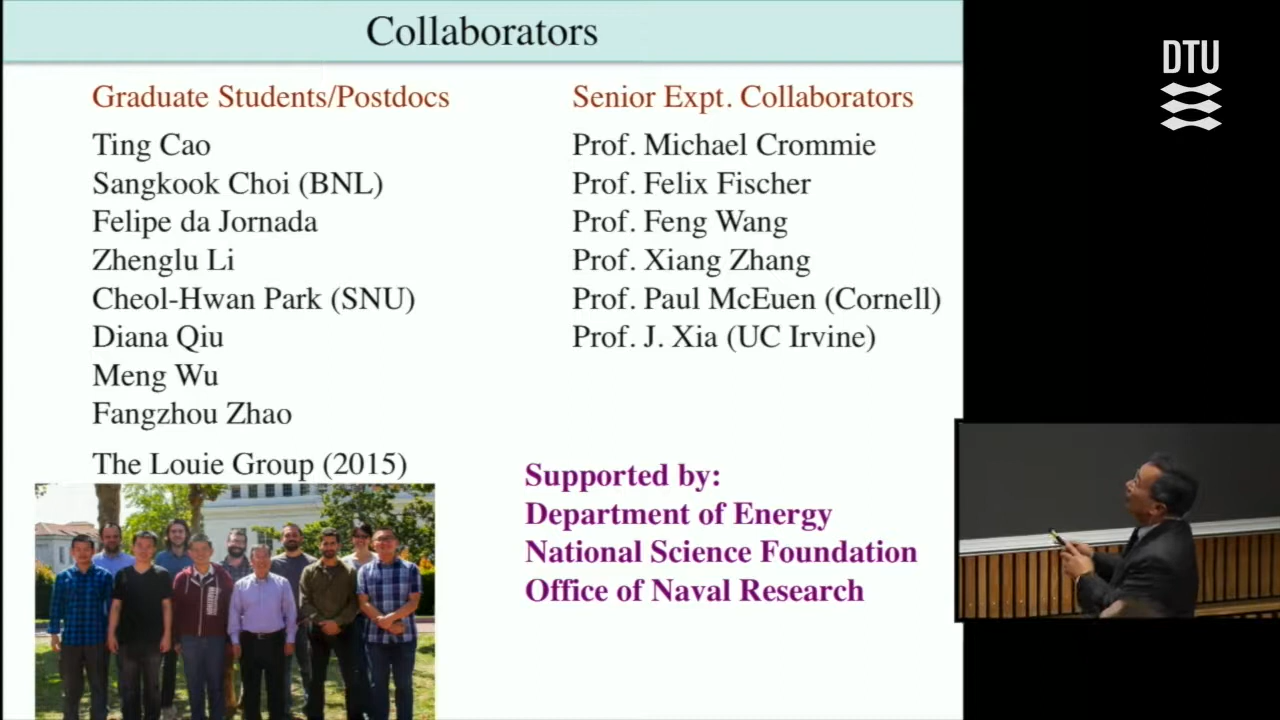 Collaborators
Graduate Students/Postdocs
Ting Cao
Sangkook Choi (BNL)
Felipe da Jornada
Zhenglu Li
Cheol-Hwan Park (SNU)
Diana Qiu
Meng Wu
Fangzhou Zhao
The Louie Group (2015)
Senior Expt. Collaborators
Prof. Michael Crommie
Prof. Felix Fischer
Prof. Feng Wang
Prof. Xiang Zhang
Prof. Paul McEuen (Cornell)
Prof. J. Xia (UC Irvine)
Supported by:
Department of Energy
National Science Foundation
Office of Naval Research
DTU